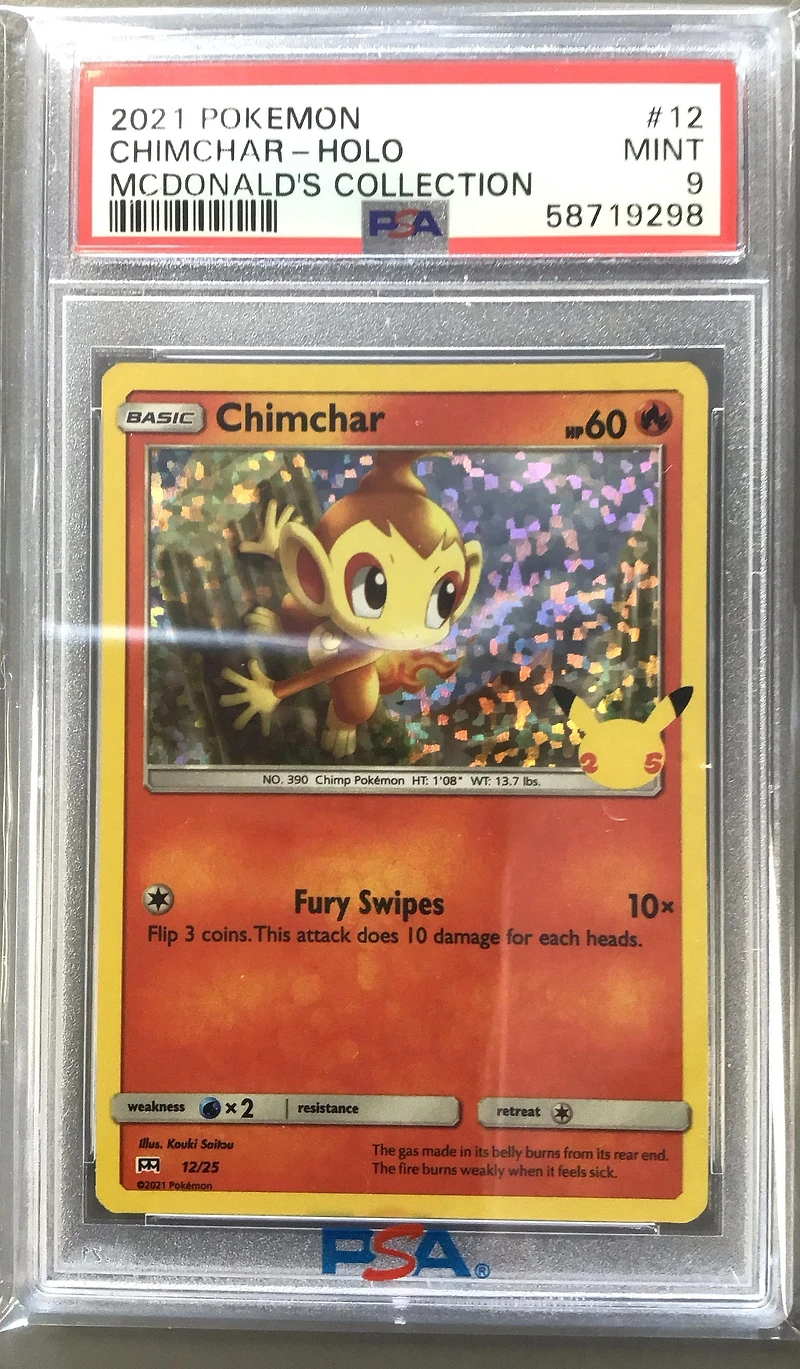 2021 POKEMON #12
CHIMCHAR – HOLO MINT
MCDONALD'S COLLECTION 9
PSA 58719298
BASIC Chimchar HP60
NO. 390 Chimp Pokémon HT: 1'08" WT: 13.7 lbs.
2 5
Fury Swipes 10×
Flip 3 coins. This attack does 10 damage for each heads.
weakness ×2 resistance retreat
Illus. Kouki Saitou
The gas made in its belly burns from its rear end.
12/25 The fire burns weakly when it feels sick.
©2021 Pokémon
PSA®